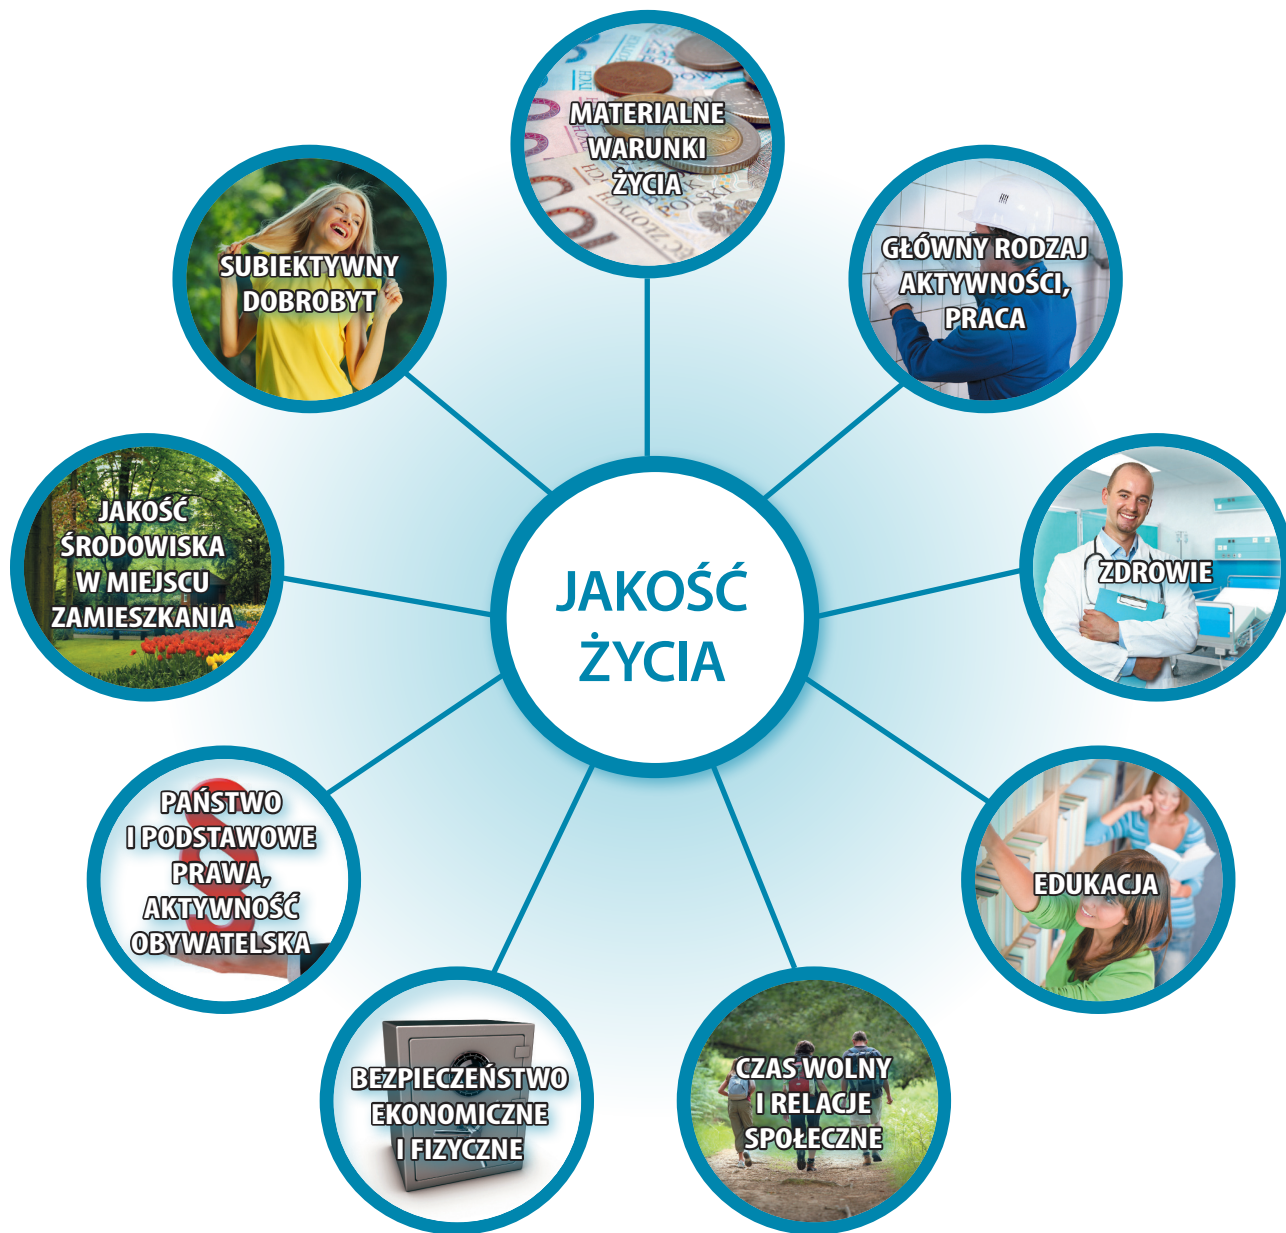 MATERIALNE
WARUNKI
ŻYCIA
GŁÓWNY RODZAJ
AKTYWNOŚCI,
PRACA
SUBIEKTYWNY
DOBROBYT
JAKOŚĆ
ŚRODOWISKA
W MIEJSCU
ZAMIESZKANIA
ZDROWIE
JAKOŚĆ
ŻYCIA
PAŃSTWO
I PODSTAWOWE
PRAWA,
AKTYWNOŚĆ
OBYWATELSKA
EDUKACJA
BEZPIECZEŃSTWO
EKONOMICZNE
I FIZYCZNE
CZAS WOLNY
I RELACJE
SPOŁECZNE